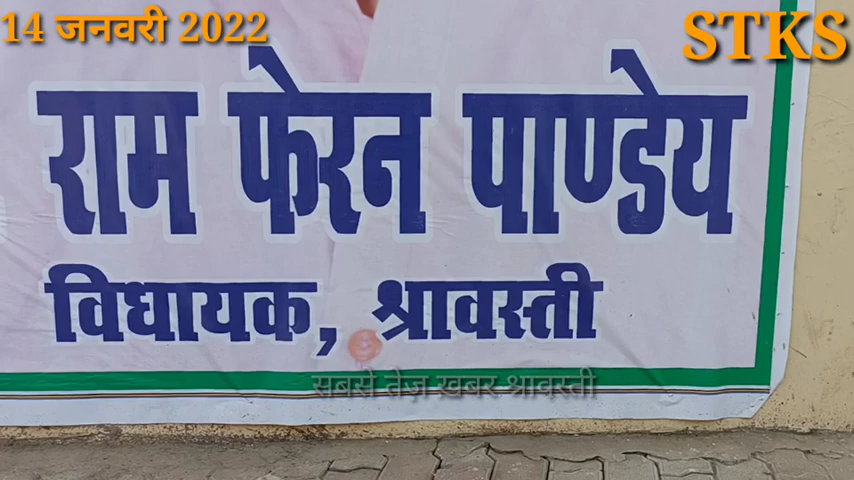 14 जनवरी 2022
STKS
राम फेरन पाण्डेय
विधायक, श्रावस्ती
सबसे तेज़ खबर श्रावस्ती